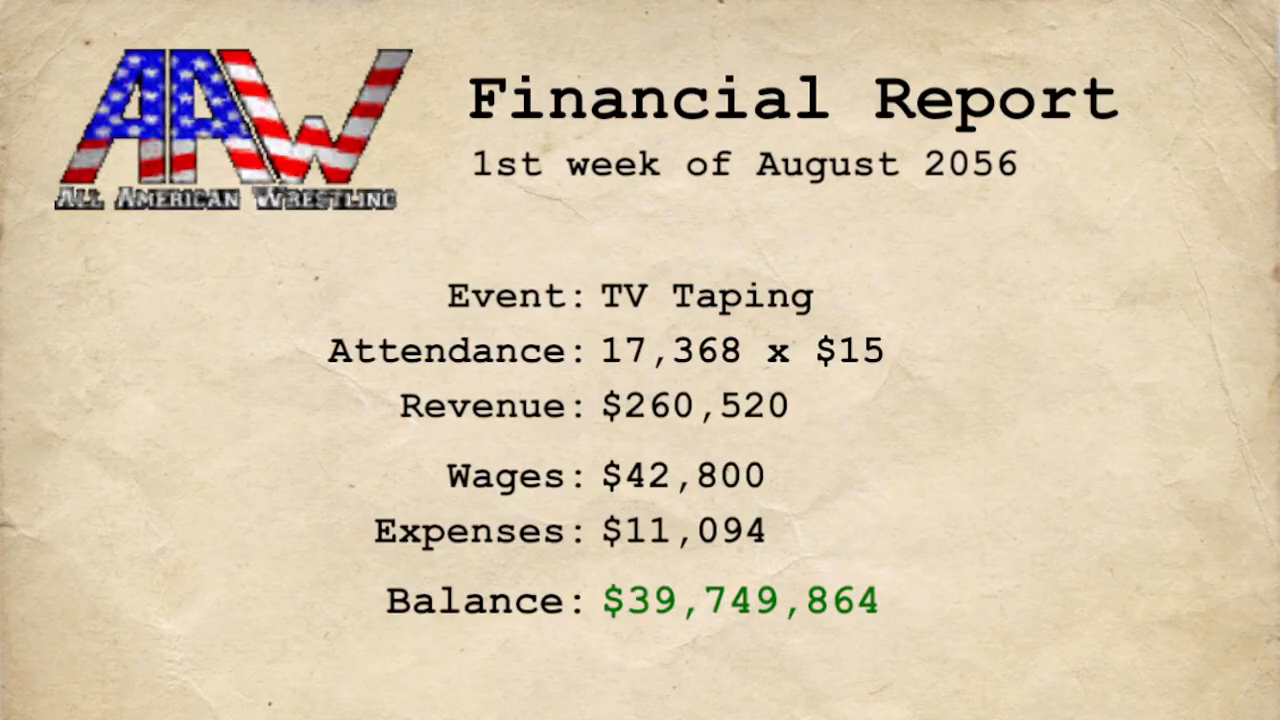 AAW
All American Wrestling
Financial Report
1st week of August 2056
Event: TV Taping
Attendance: 17,368 x $15
Revenue: $260,520
Wages: $42,800
Expenses: $11,094
Balance: $39,749,864